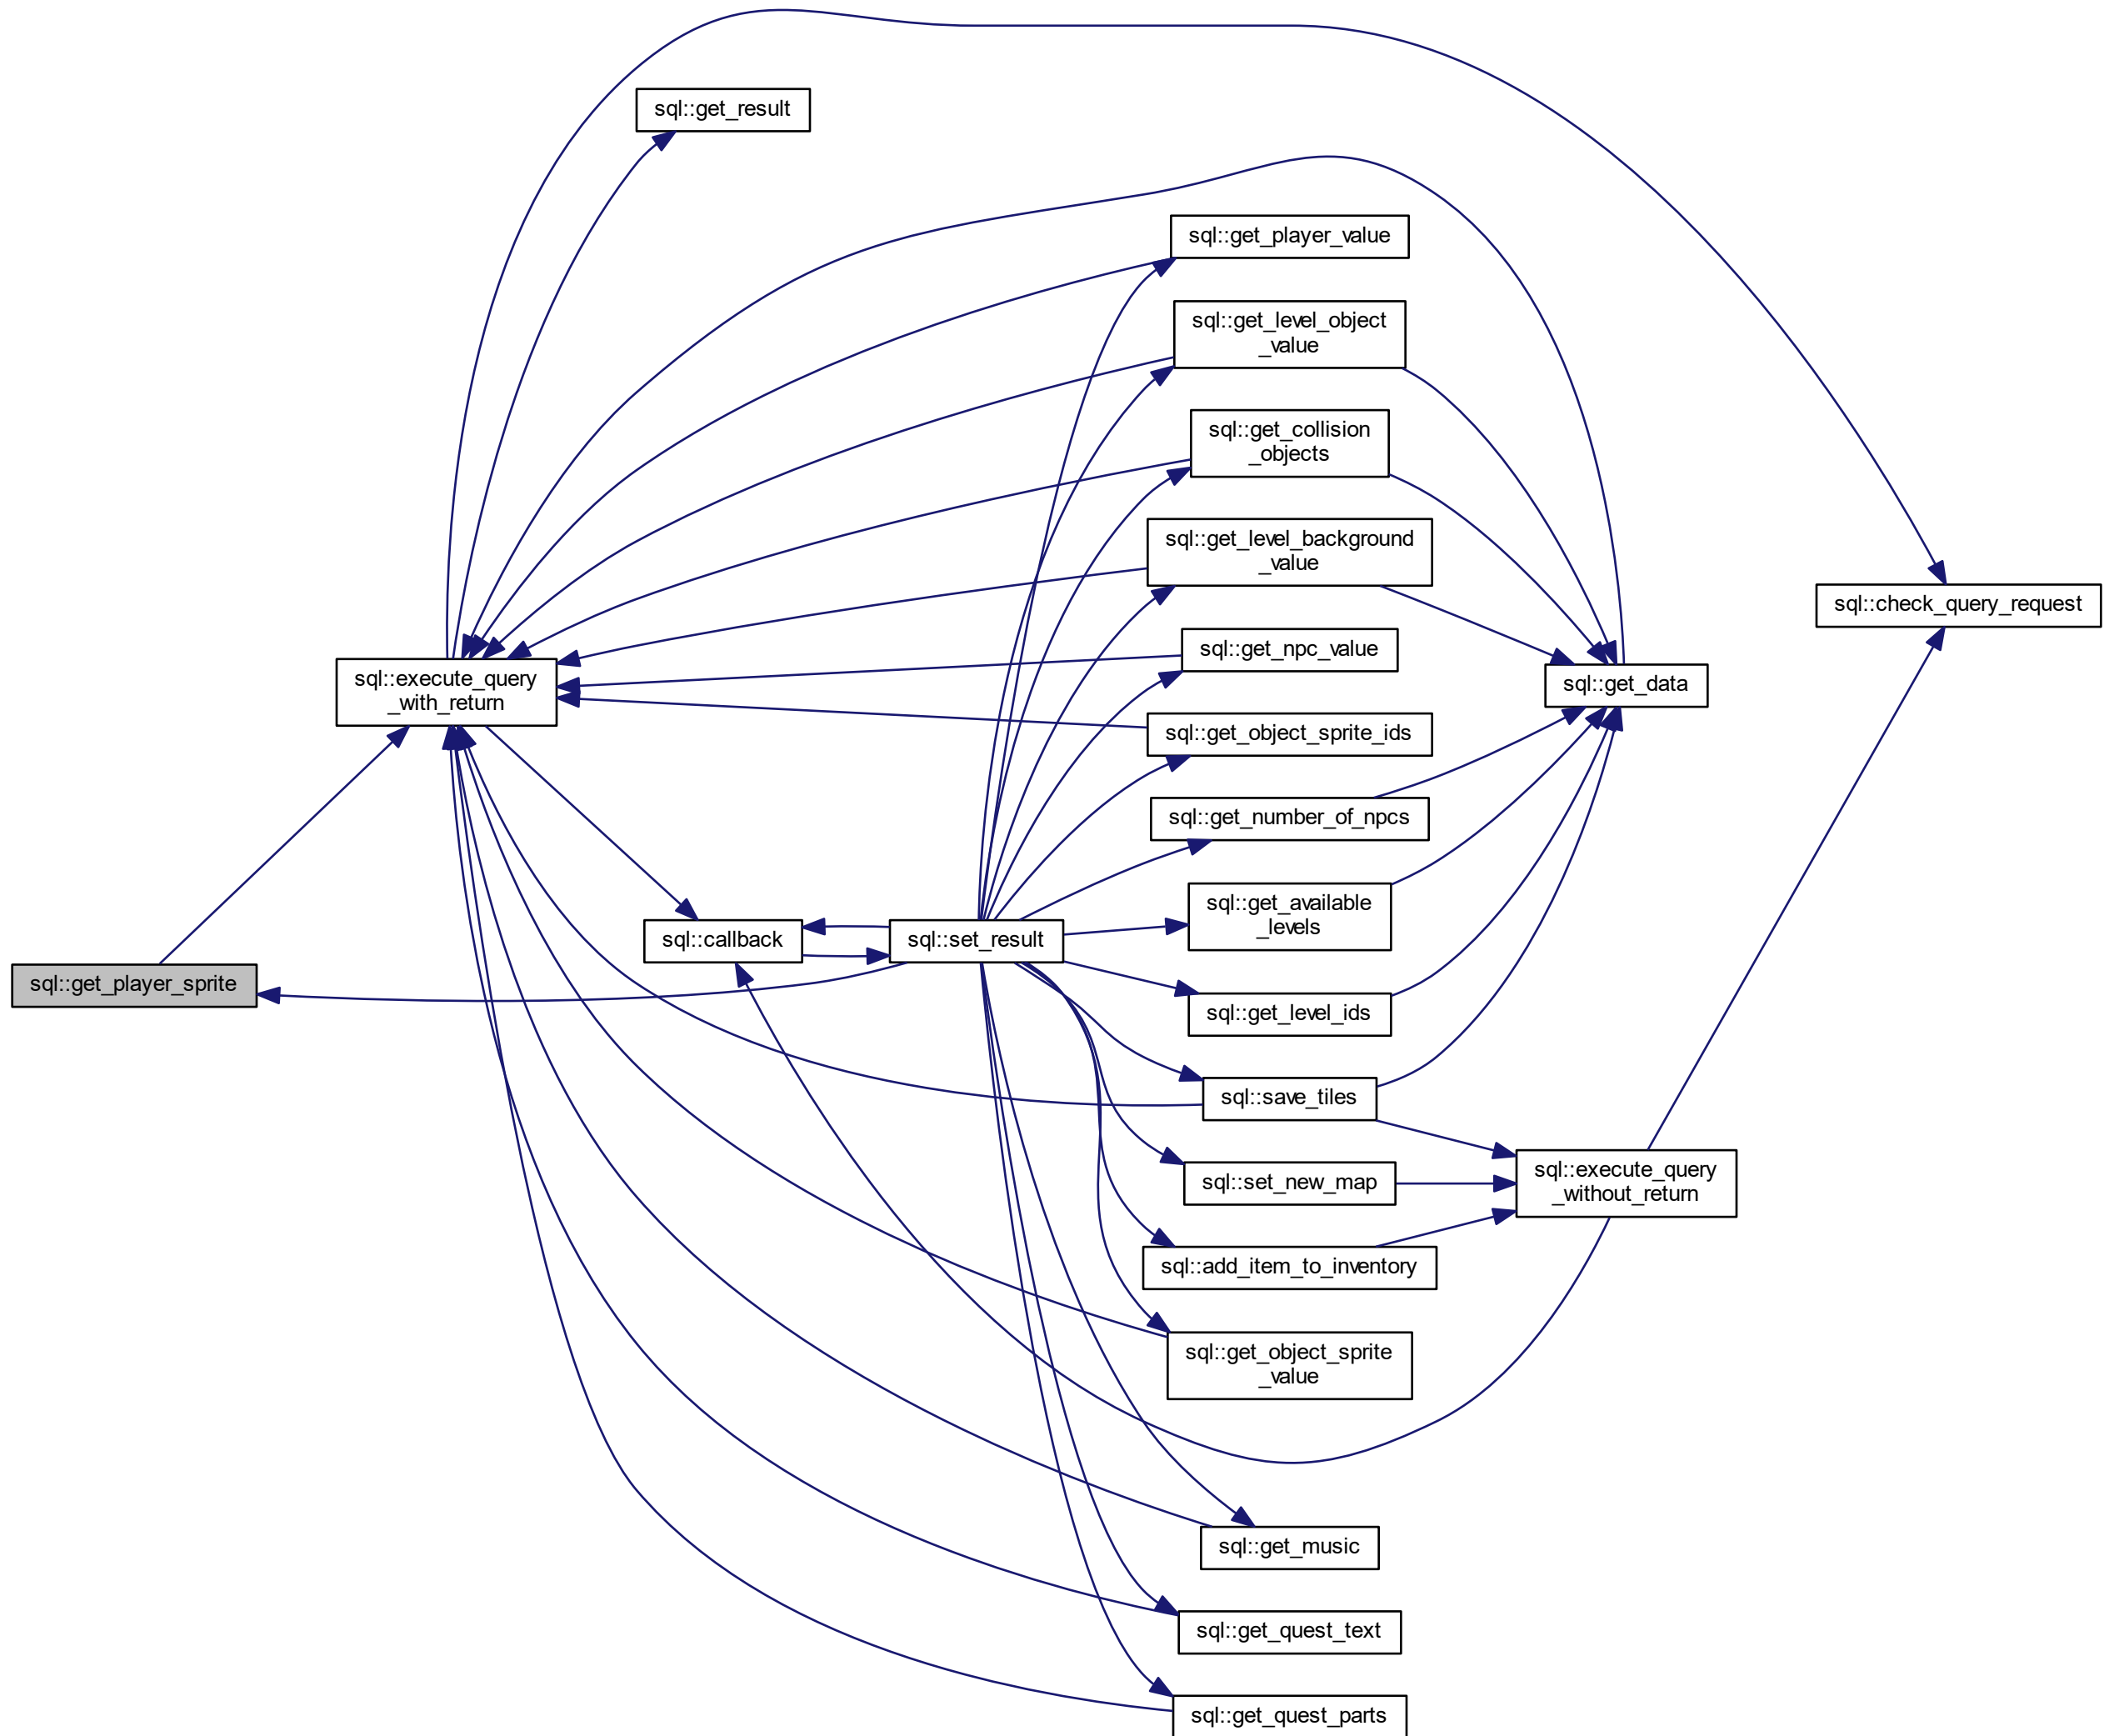 sql::get_result
sql::get_player_value
sql::get_level_object
_value
sql::get_collision
_objects
sql::get_level_background
_value
sql::check_query_request
sql::get_npc_value
sql::execute_query
_with_return
sql::get_data
sql::get_object_sprite_ids
sql::get_number_of_npcs
sql::get_available
_levels
sql::callback
sql::set_result
sql::get_player_sprite
sql::get_level_ids
sql::save_tiles
sql::execute_query
_without_return
sql::set_new_map
sql::add_item_to_inventory
sql::get_object_sprite
_value
sql::get_music
sql::get_quest_text
sql::get_quest_parts